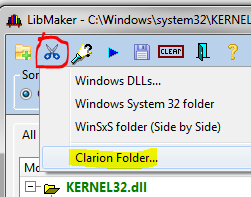 LibMaker - C:\Windows\system32\KERNEL
CLEAR
?
Windows DLLs...
Windows System 32 folder
WinSxS folder (Side by Side)
Clarion Folder...
All
KERNEL32.dll